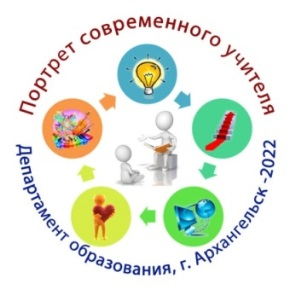 Портрет современного учителя
Департамент образования, г. Архангельск -2022